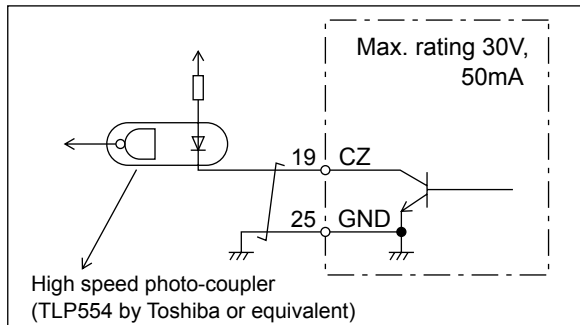 Max. rating 30V,
50mA
19 CZ
25 GND
High speed photo-coupler
(TLP554 by Toshiba or equivalent)